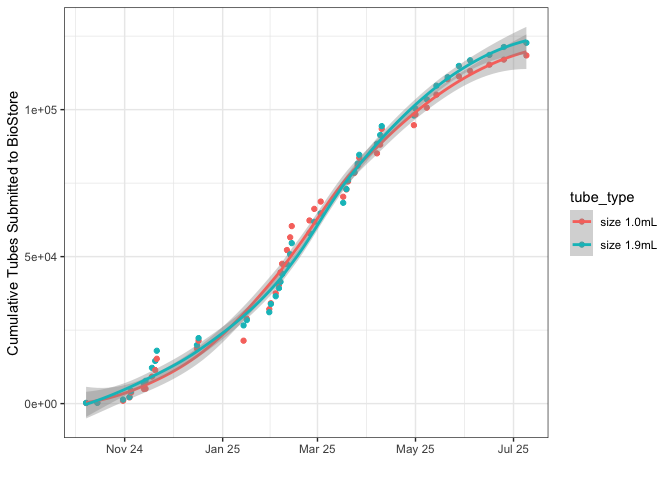 Cumulative Tubes Submitted to BioStore
1e+05
5e+04
0e+00
Nov 24
Jan 25
Mar 25
May 25
Jul 25
tube_type
size 1.0mL
size 1.9mL